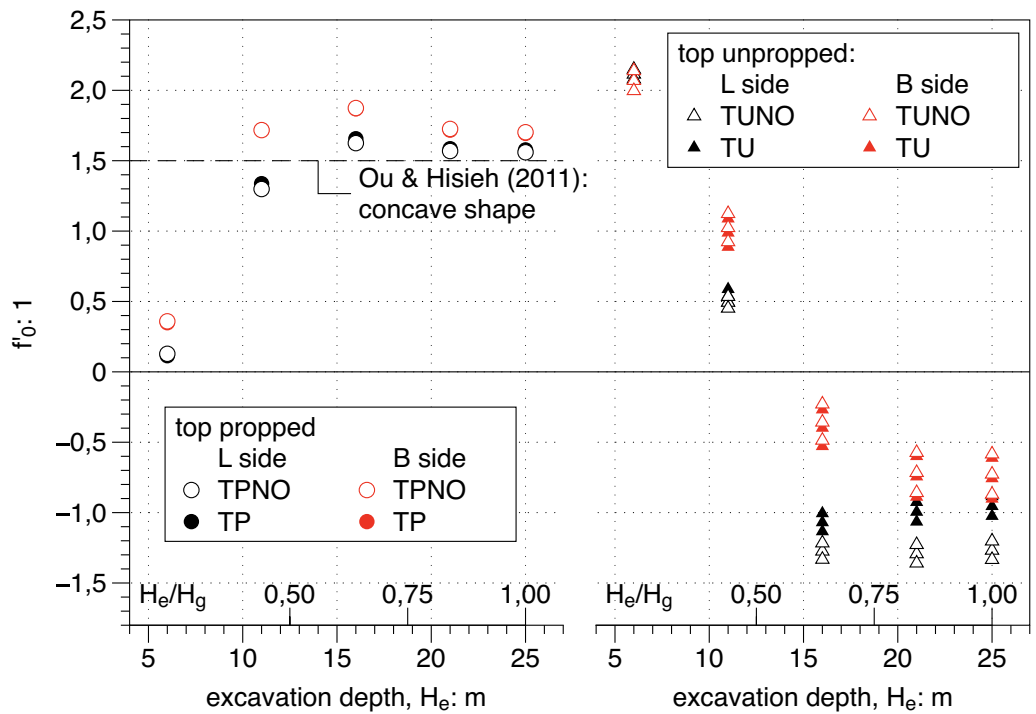 2,5
2,0
1,5
1,0
0,5
0
−0,5
−1,0
−1,5
f'0: 1
Ou & Hisieh (2011):
concave shape
top propped
L side B side
TPNO TPNO
TP TP
He/Hg 0,50 0,75 1,00
5 10 15 20 25
excavation depth, He: m
top unpropped:
L side B side
TUNO TUNO
TU TU
He/Hg 0,50 0,75 1,00
5 10 15 20 25
excavation depth, He: m